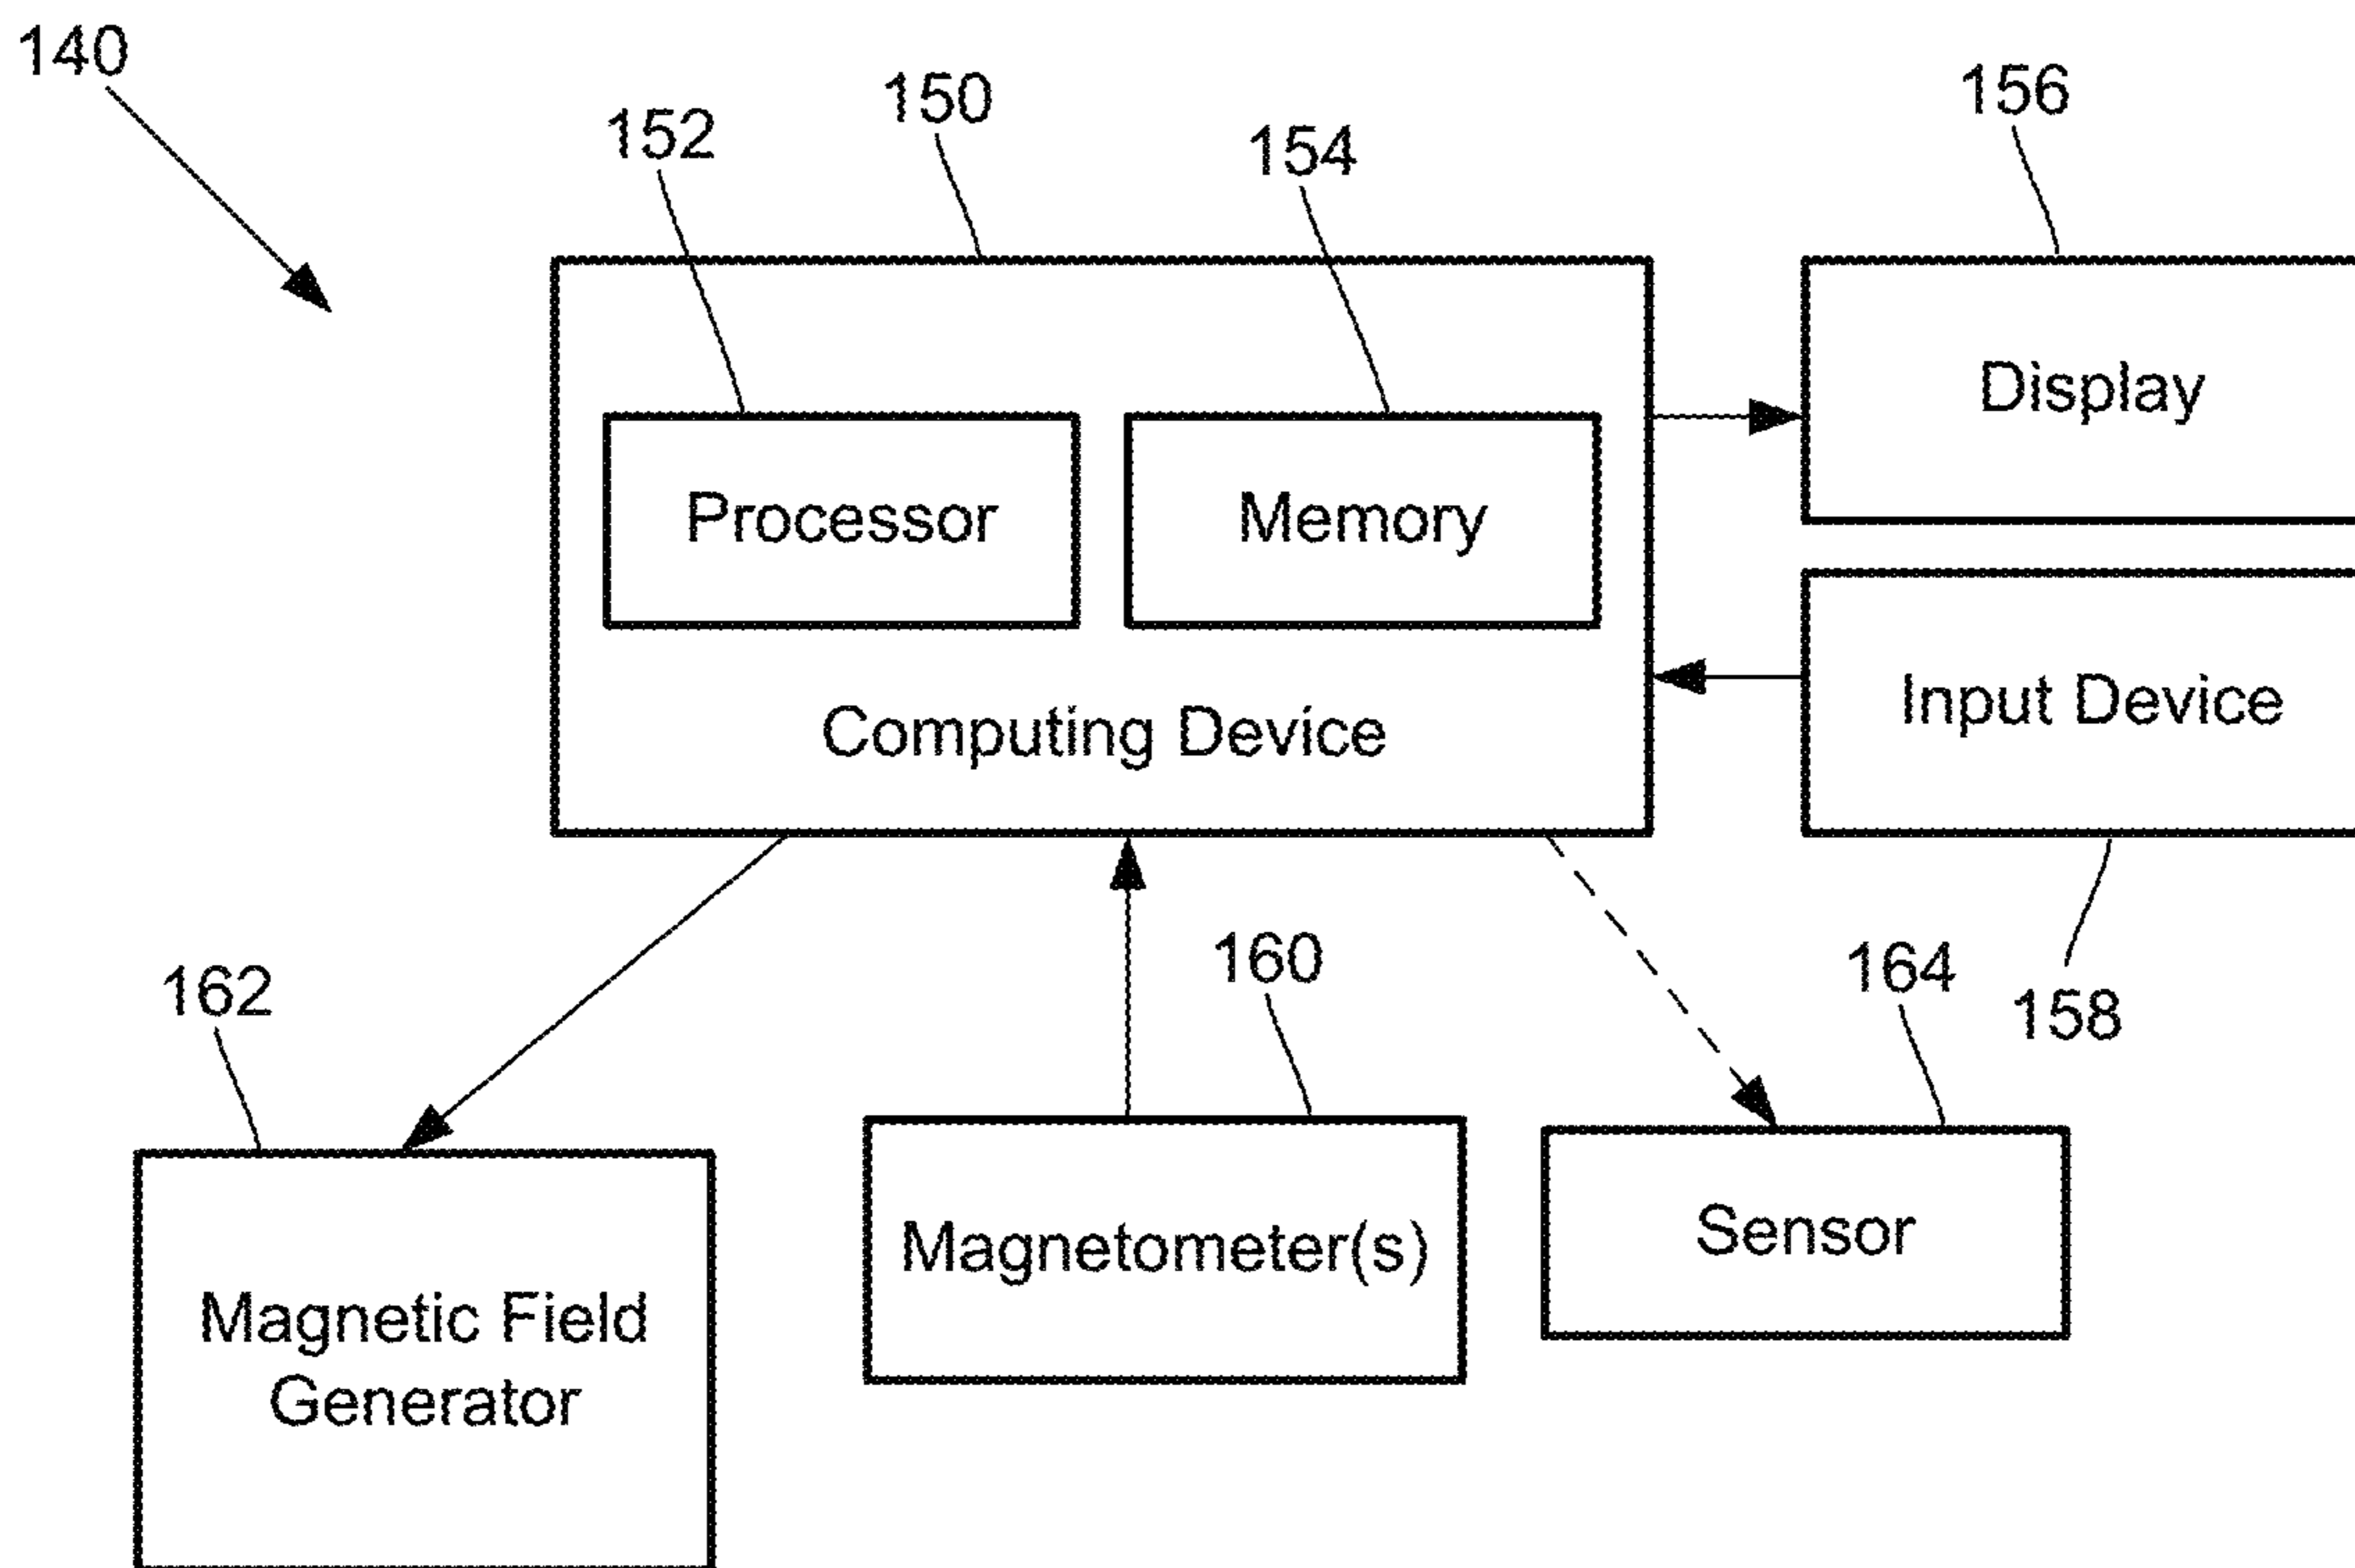 140
150
156
152
154
Display
Processor
Memory
Input Device
Computing Device
160
164
162
158
Magnetometer(s)
Sensor
Magnetic Field
Generator